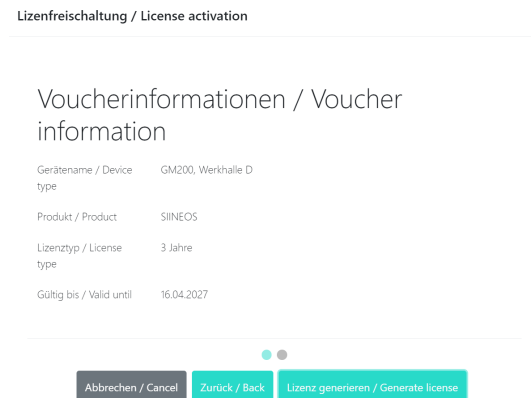 Lizenfreischaltung / License activation
Voucherinformationen / Voucher
information
Gerätename / Device
type
GM200, Werkhalle D
Produkt / Product
SIINEOS
Lizenztyp / License
type
3 Jahre
Gültig bis / Valid until
16.04.2027
Abbrechen / Cancel
Zurück / Back
Lizenz generieren / Generate license